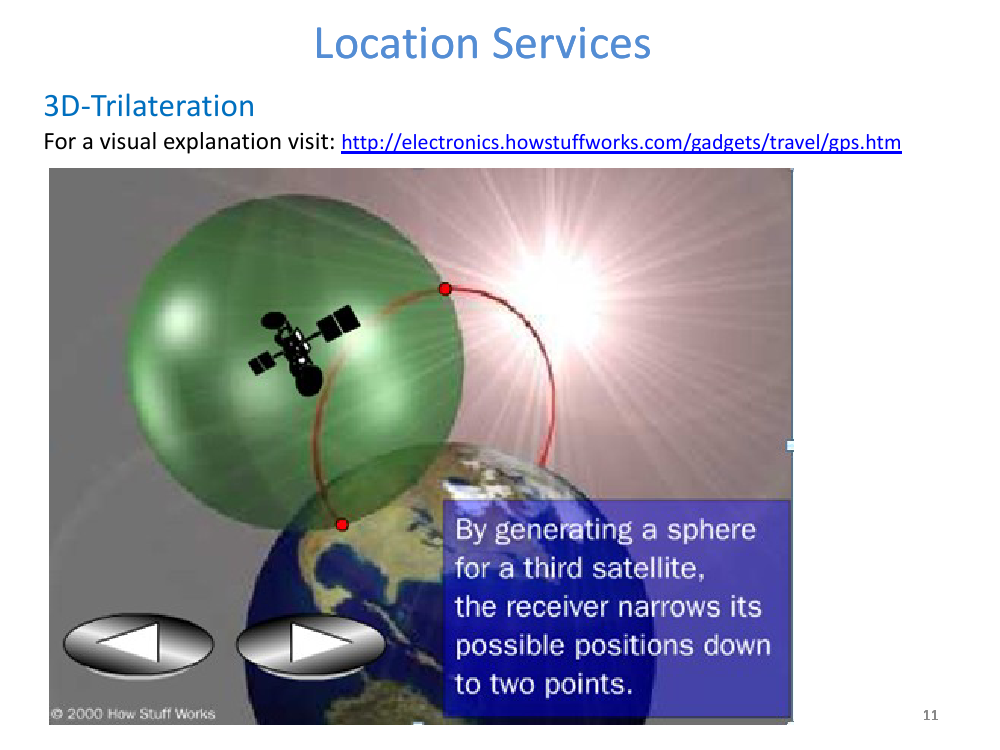 Location Services
3D-Trilateration
For a visual explanation visit: http://electronics.howstuffworks.com/gadgets/travel/gps.htm
By generating a sphere
for a third satellite,
the receiver narrows its
possible positions down
to two points.
© 2000 How Stuff Works
11